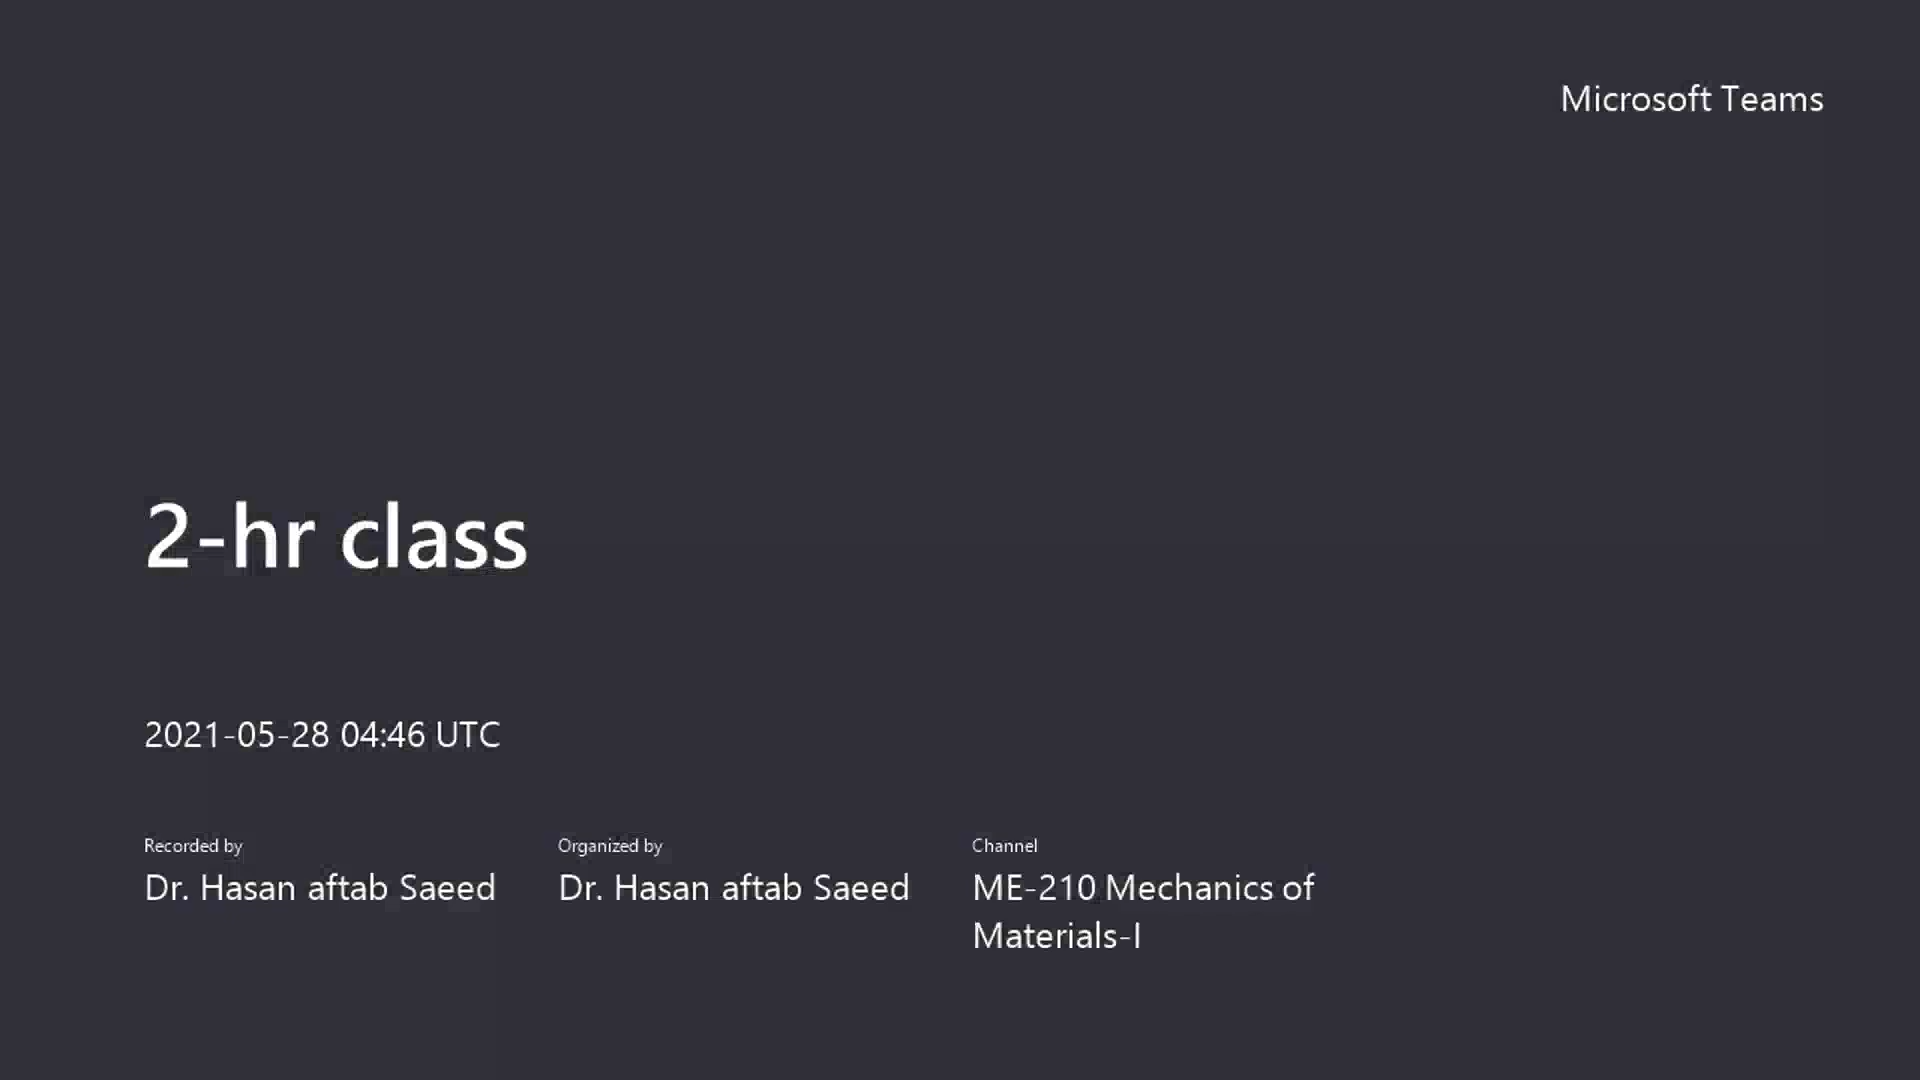 Microsoft Teams
2-hr class
2021-05-28 04:46 UTC
Recorded by
Dr. Hasan aftab Saeed
Organized by
Dr. Hasan aftab Saeed
Channel
ME-210 Mechanics of
Materials-I